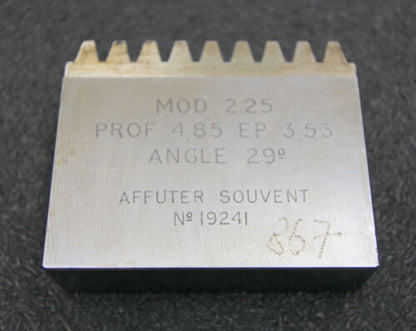 MOD. 2.25
PROF 4,85 EP 3.53
ANGLE 29º
AFFUTER SOUVENT
Nº 19241
867